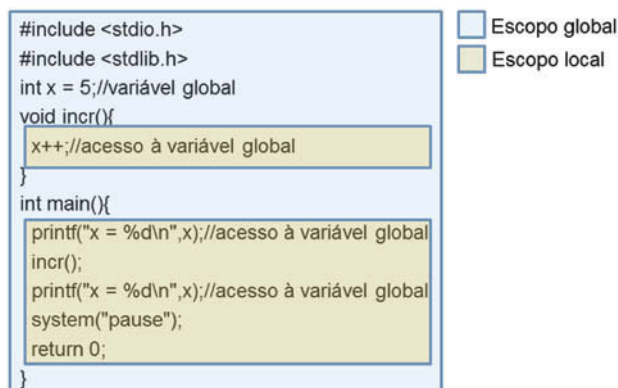 #include <stdio.h>
#include <stdlib.h>
int x = 5;//variável global
void incr(){
x++;//acesso à variável global
}
int main(){
printf("x = %d\n",x);//acesso à variável global
incr();
printf("x = %d\n",x);//acesso à variável global
system("pause");
return 0;
}
Escopo global
Escopo local